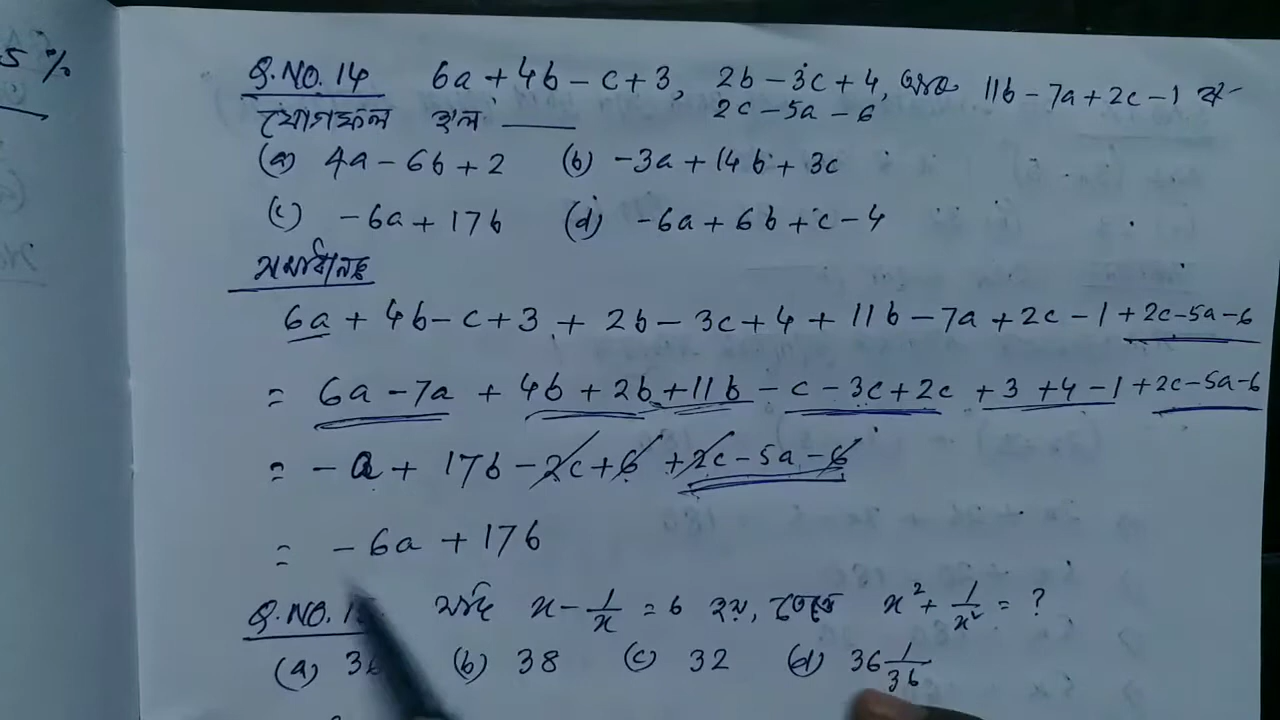 5 %
Q.NO. 14 6a + 4b - c + 3, 2b - 3c + 4, আৰু 11b - 7a + 2c - 1 ৰ
2c - 5a - 6
যোগফল হ'ল ____
(a) 4a - 6b + 2 (b) -3a + 14b + 3c
(c) -6a + 17b (d) -6a + 6b + c - 4
সমাধানঃ
6a + 4b - c + 3 + 2b - 3c + 4 + 11b - 7a + 2c - 1 + 2c - 5a - 6
= 6a - 7a + 4b + 2b + 11b - c - 3c + 2c + 3 + 4 - 1 + 2c - 5a - 6
= - a + 17b - 2c + 6 + 2c - 5a - 6
= - 6a + 17b
Q.NO. যদি x - 1/x = 6 হয়, তেন্তে x² + 1/x² = ?
(a) (b) 38 (c) 32 (d) 36 1/36